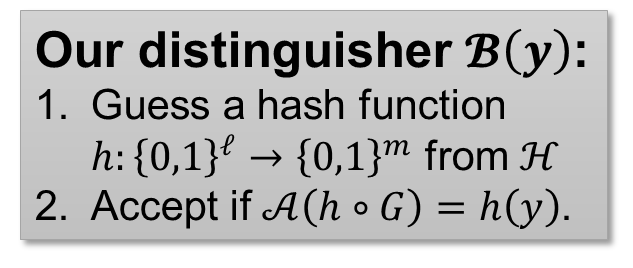 Our distinguisher ℬ(𝒚):
1. Guess a hash function
ℎ: {0,1}^ℓ → {0,1}^𝑚 from ℋ
2. Accept if 𝒜(ℎ ∘ 𝐺) = ℎ(𝑦).